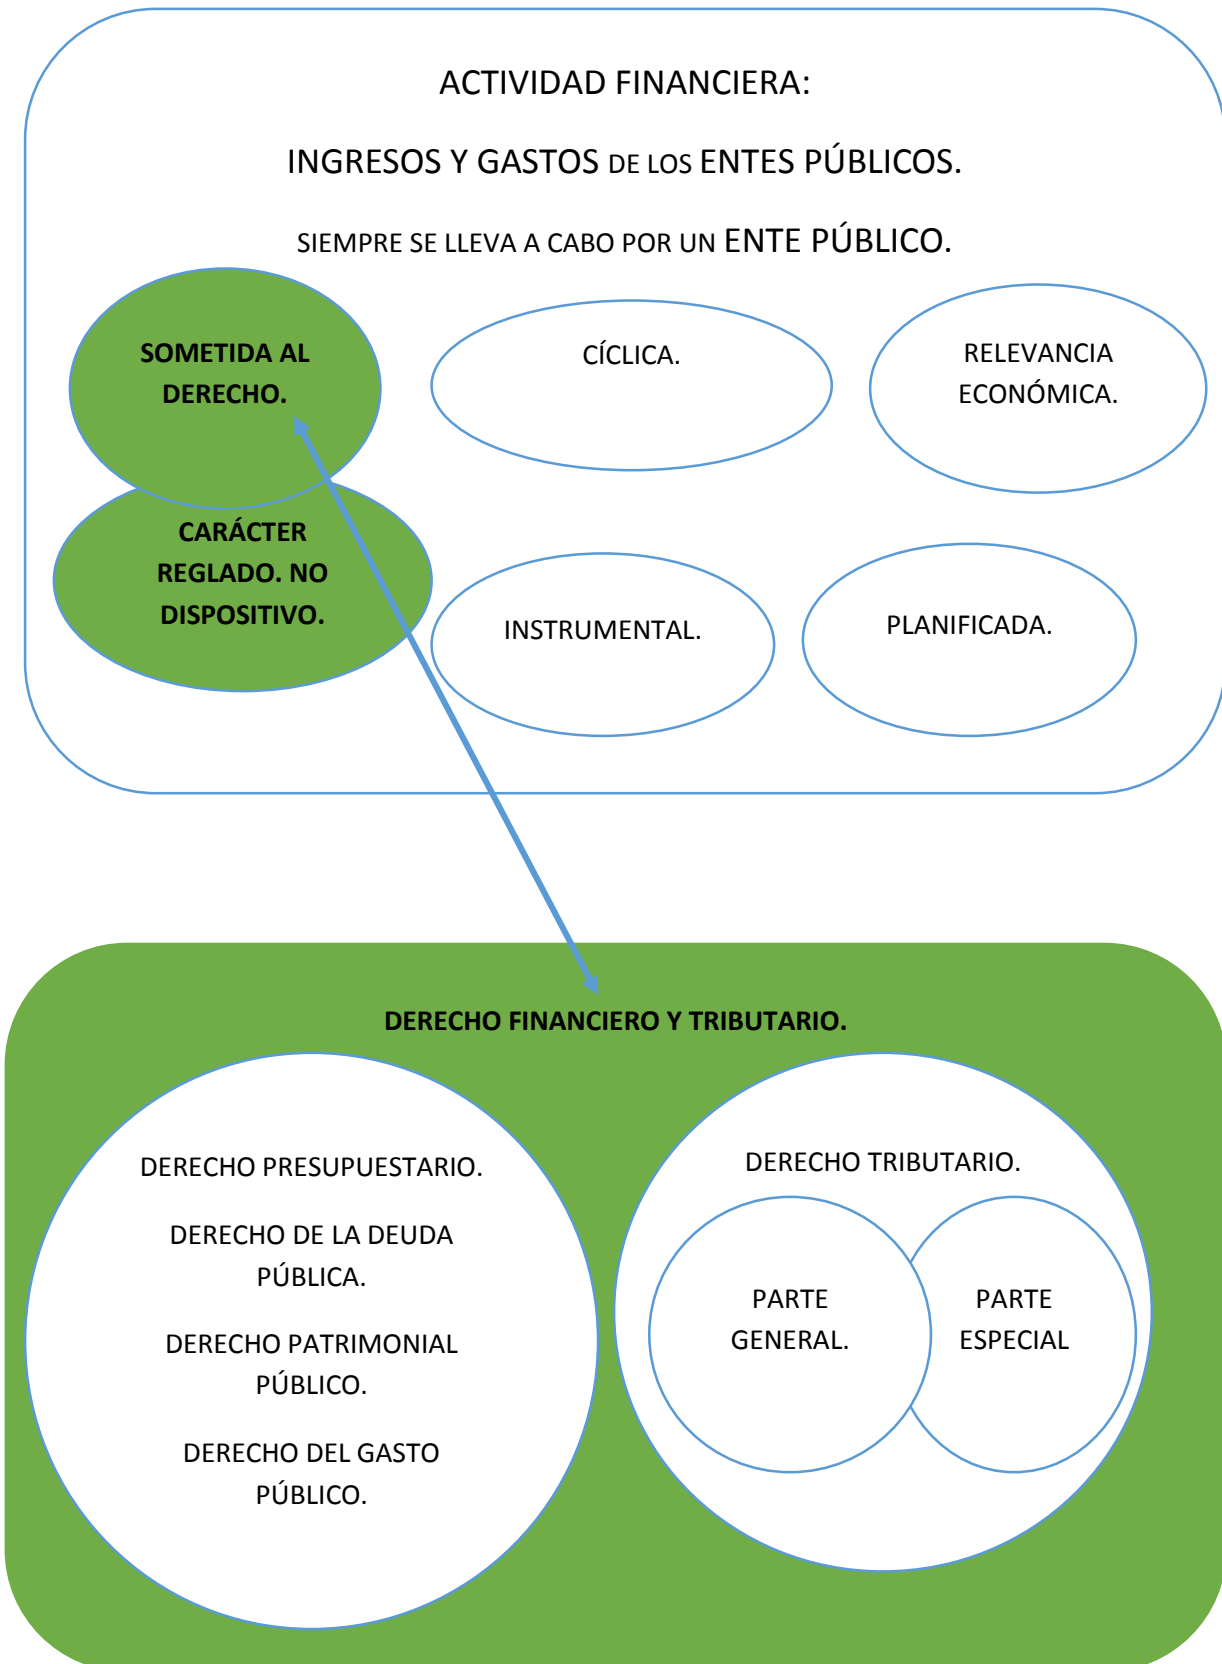 ACTIVIDAD FINANCIERA:
INGRESOS Y GASTOS DE LOS ENTES PÚBLICOS.
SIEMPRE SE LLEVA A CABO POR UN ENTE PÚBLICO.
SOMETIDA AL
DERECHO.
CÍCLICA.
RELEVANCIA
ECONÓMICA.
CARÁCTER
REGLADO. NO
DISPOSITIVO.
INSTRUMENTAL.
PLANIFICADA.
DERECHO FINANCIERO Y TRIBUTARIO.
DERECHO PRESUPUESTARIO.
DERECHO DE LA DEUDA
PÚBLICA.
DERECHO PATRIMONIAL
PÚBLICO.
DERECHO DEL GASTO
PÚBLICO.
DERECHO TRIBUTARIO.
PARTE
GENERAL.
PARTE
ESPECIAL